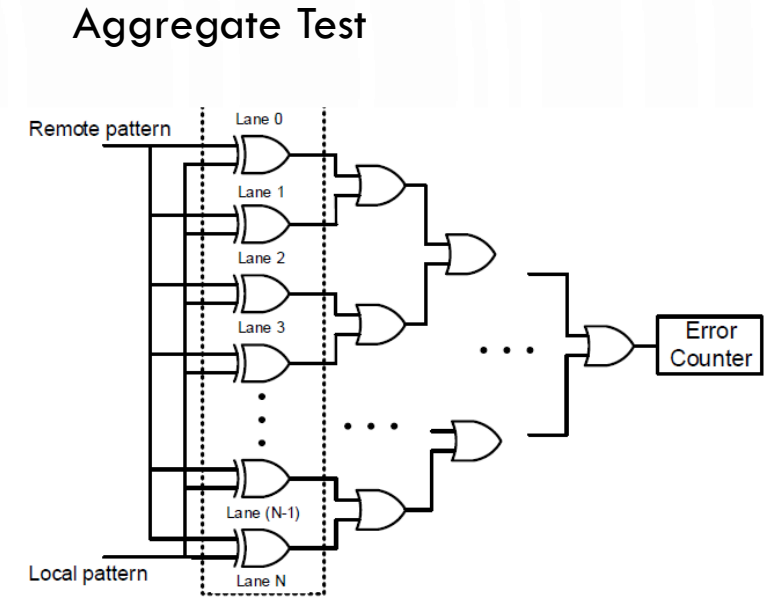 Aggregate Test
Remote pattern
Lane 0
Lane 1
Lane 2
Lane 3
Lane (N-1)
Lane N
Local pattern
Error
Counter